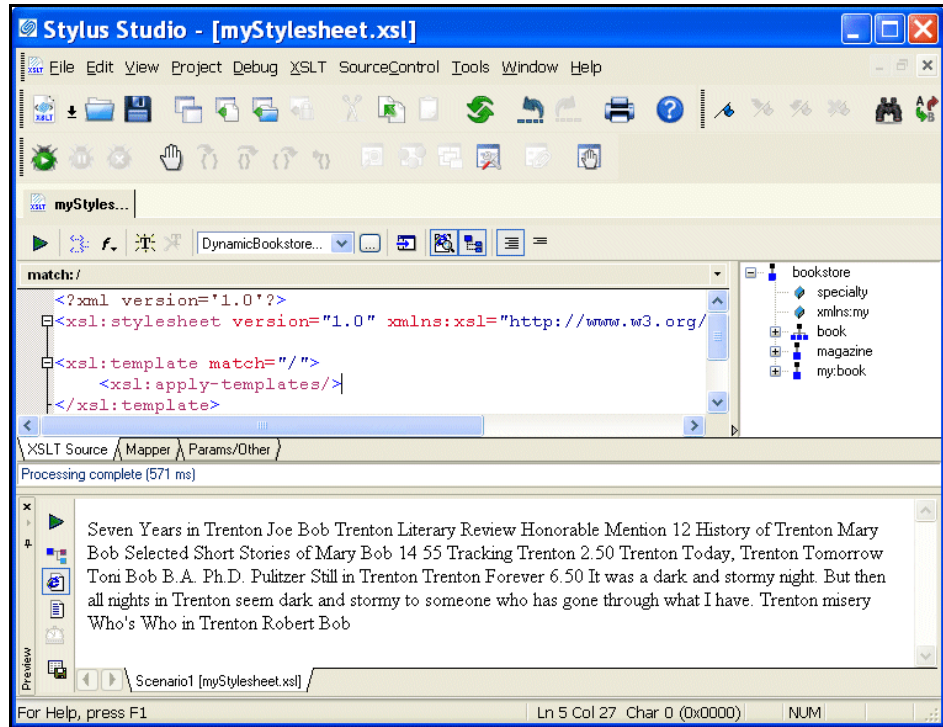 Stylus Studio - [myStylesheet.xsl]
File Edit View Project Debug XSLT SourceControl Tools Window Help
myStyles...
DynamicBookstore...
match:/
<?xml version='1.0'?>
<xsl:stylesheet version="1.0" xmlns:xsl="http://www.w3.org/
<xsl:template match="/">
<xsl:apply-templates/>
</xsl:template>
bookstore
specialty
xmlns:my
book
magazine
my:book
XSLT Source Mapper Params/Other
Processing complete (571 ms)
Seven Years in Trenton Joe Bob Trenton Literary Review Honorable Mention 12 History of Trenton Mary
Bob Selected Short Stories of Mary Bob 14 55 Tracking Trenton 2.50 Trenton Today, Trenton Tomorrow
Toni Bob B.A. Ph.D. Pulitzer Still in Trenton Trenton Forever 6.50 It was a dark and stormy night. But then
all nights in Trenton seem dark and stormy to someone who has gone through what I have. Trenton misery
Who's Who in Trenton Robert Bob
Preview
Scenario1 [myStylesheet.xsl]
For Help, press F1
Ln 5 Col 27 Char 0 (0x0000) NUM